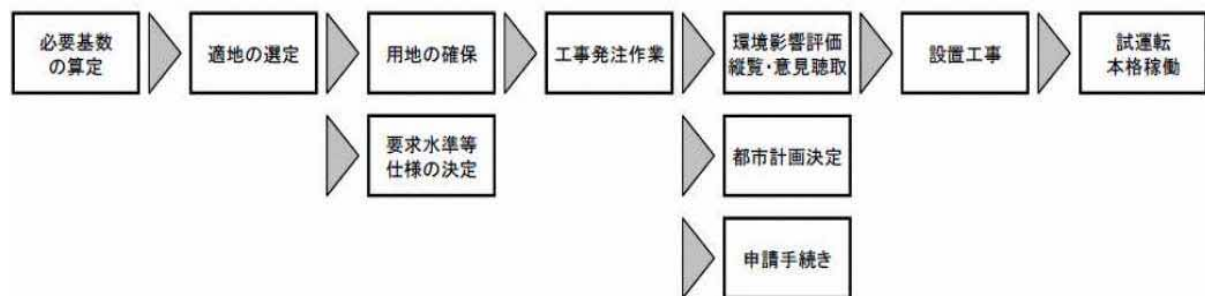 必要基数
の算定
適地の選定
用地の確保
工事発注作業
環境影響評価
縦覧・意見聴取
設置工事
試運転
本格稼働
要求水準等
仕様の決定
都市計画決定
申請手続き